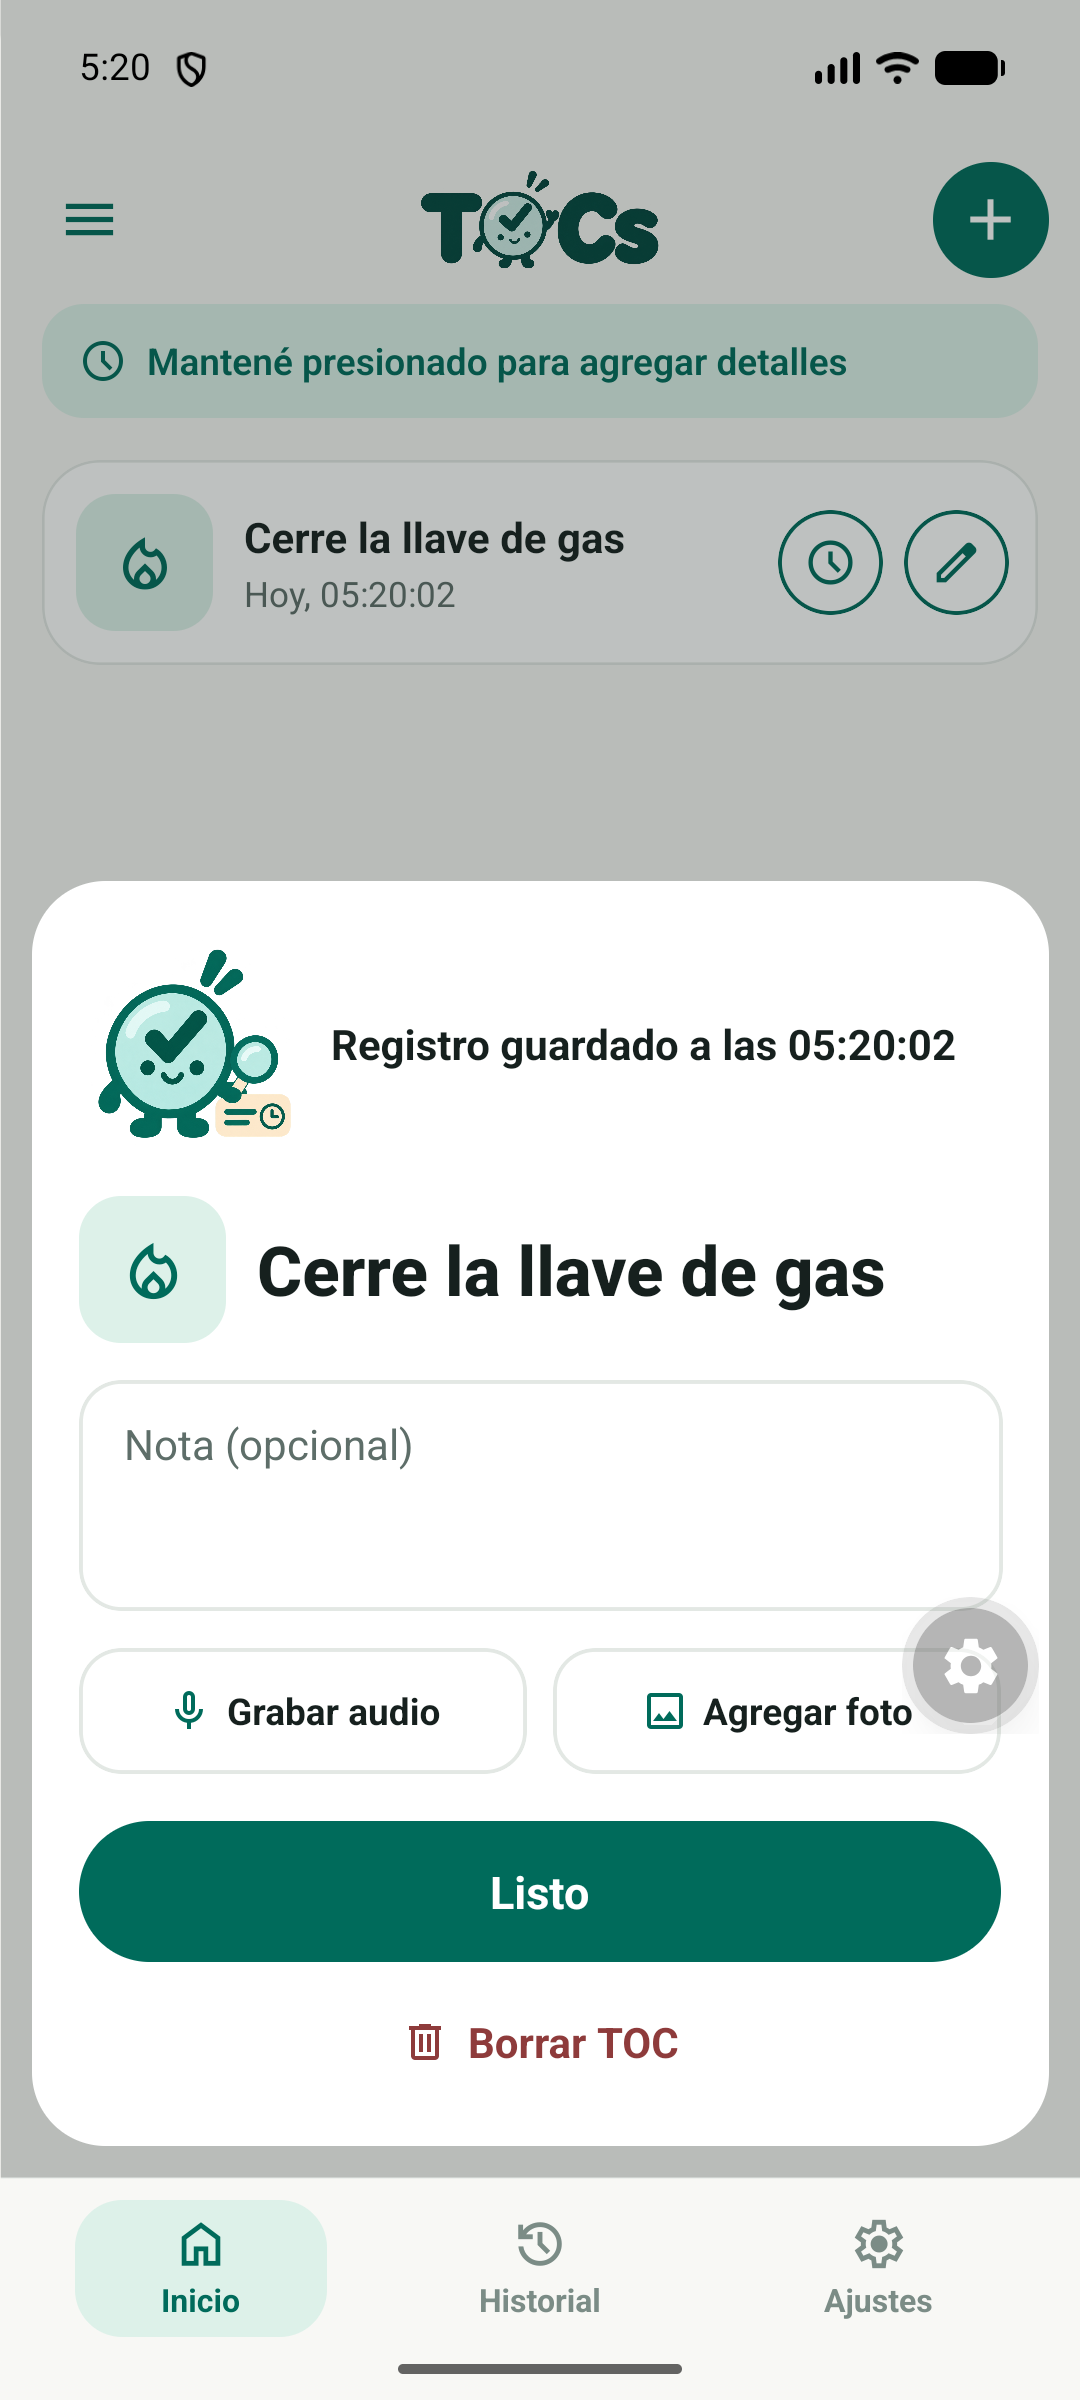 5:20
TOCs
Mantené presionado para agregar detalles
Cerre la llave de gas
Hoy, 05:20:02
Registro guardado a las 05:20:02
Cerre la llave de gas
Nota (opcional)
Grabar audio
Agregar foto
Listo
Borrar TOC
Inicio
Historial
Ajustes